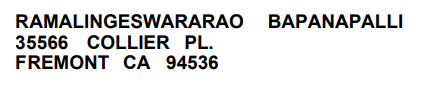 RAMALINGESWARARAO BAPANAPALLI
35566 COLLIER PL.
FREMONT CA 94536